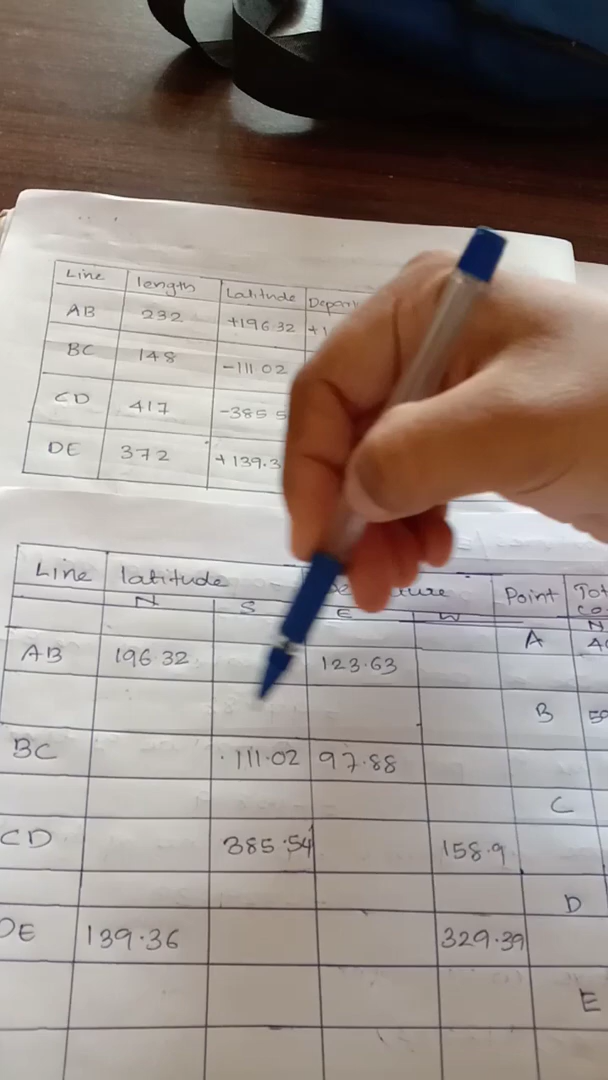 Line length Latitude
AB 232 +196.32
BC 148 -111.02
CD 417
DE 372
Line latitude Point
N S E W
A
AB 196.32 123.63
B
BC 111.02 97.88
C
CD 385.54 158.9
D
DE 139.36 329.39
E